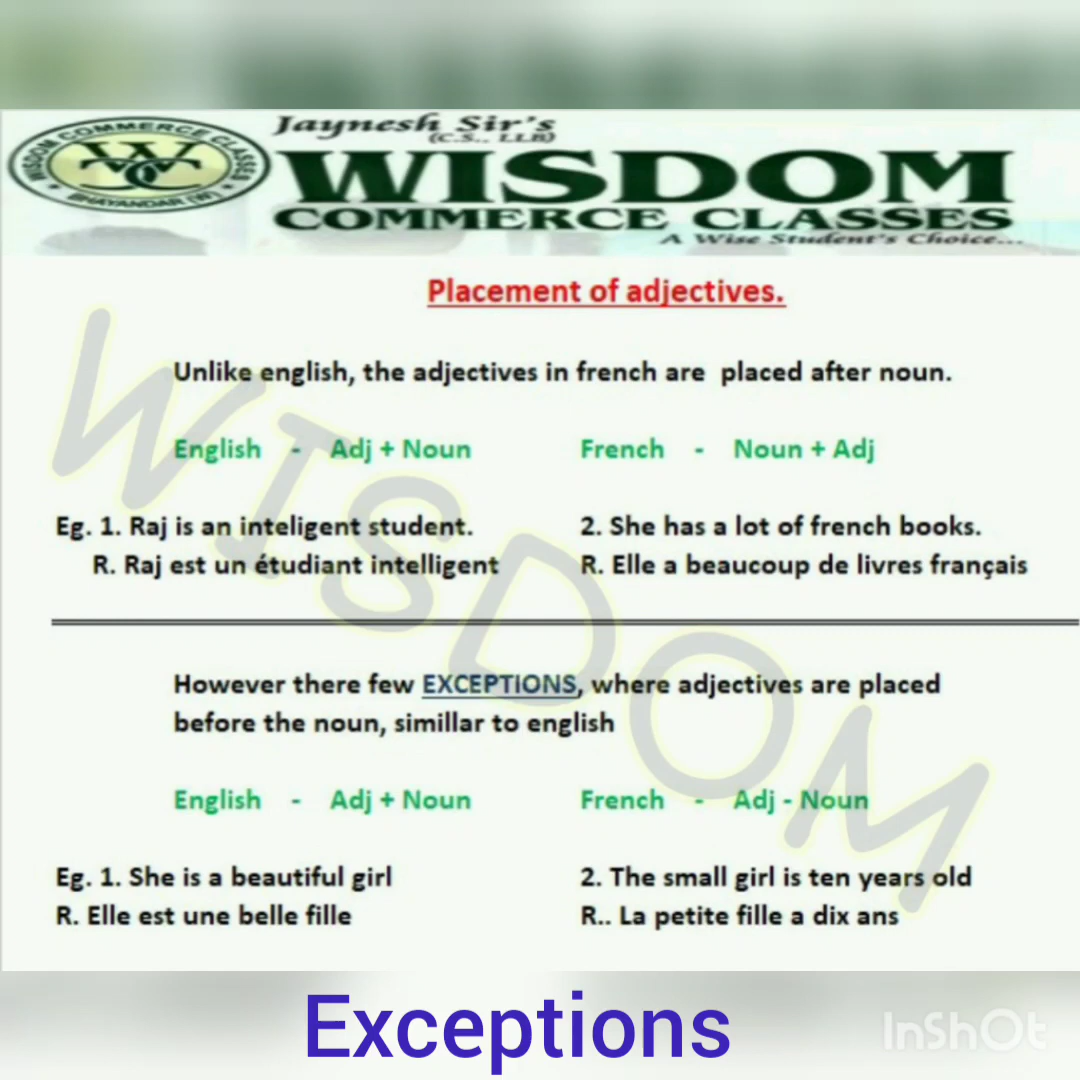 Jaynesh Sir's
(C.S., LLB)
WISDOM COMMERCE CLASSES
BHAYANDAR (W)
WCC
WISDOM
COMMERCE CLASSES
A Wise Student's Choice...
Placement of adjectives.
Unlike english, the adjectives in french are placed after noun.
English - Adj + Noun French - Noun + Adj
Eg. 1. Raj is an inteligent student. 2. She has a lot of french books.
R. Raj est un étudiant intelligent R. Elle a beaucoup de livres français
However there few EXCEPTIONS, where adjectives are placed
before the noun, simillar to english
English - Adj + Noun French - Adj - Noun
Eg. 1. She is a beautiful girl 2. The small girl is ten years old
R. Elle est une belle fille R.. La petite fille a dix ans
WISDOM
Exceptions
InShOt